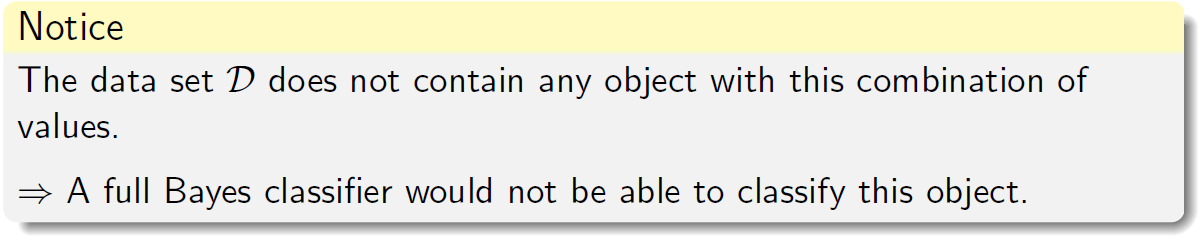 Notice
The data set 𝒟 does not contain any object with this combination of
values.
⇒ A full Bayes classifier would not be able to classify this object.